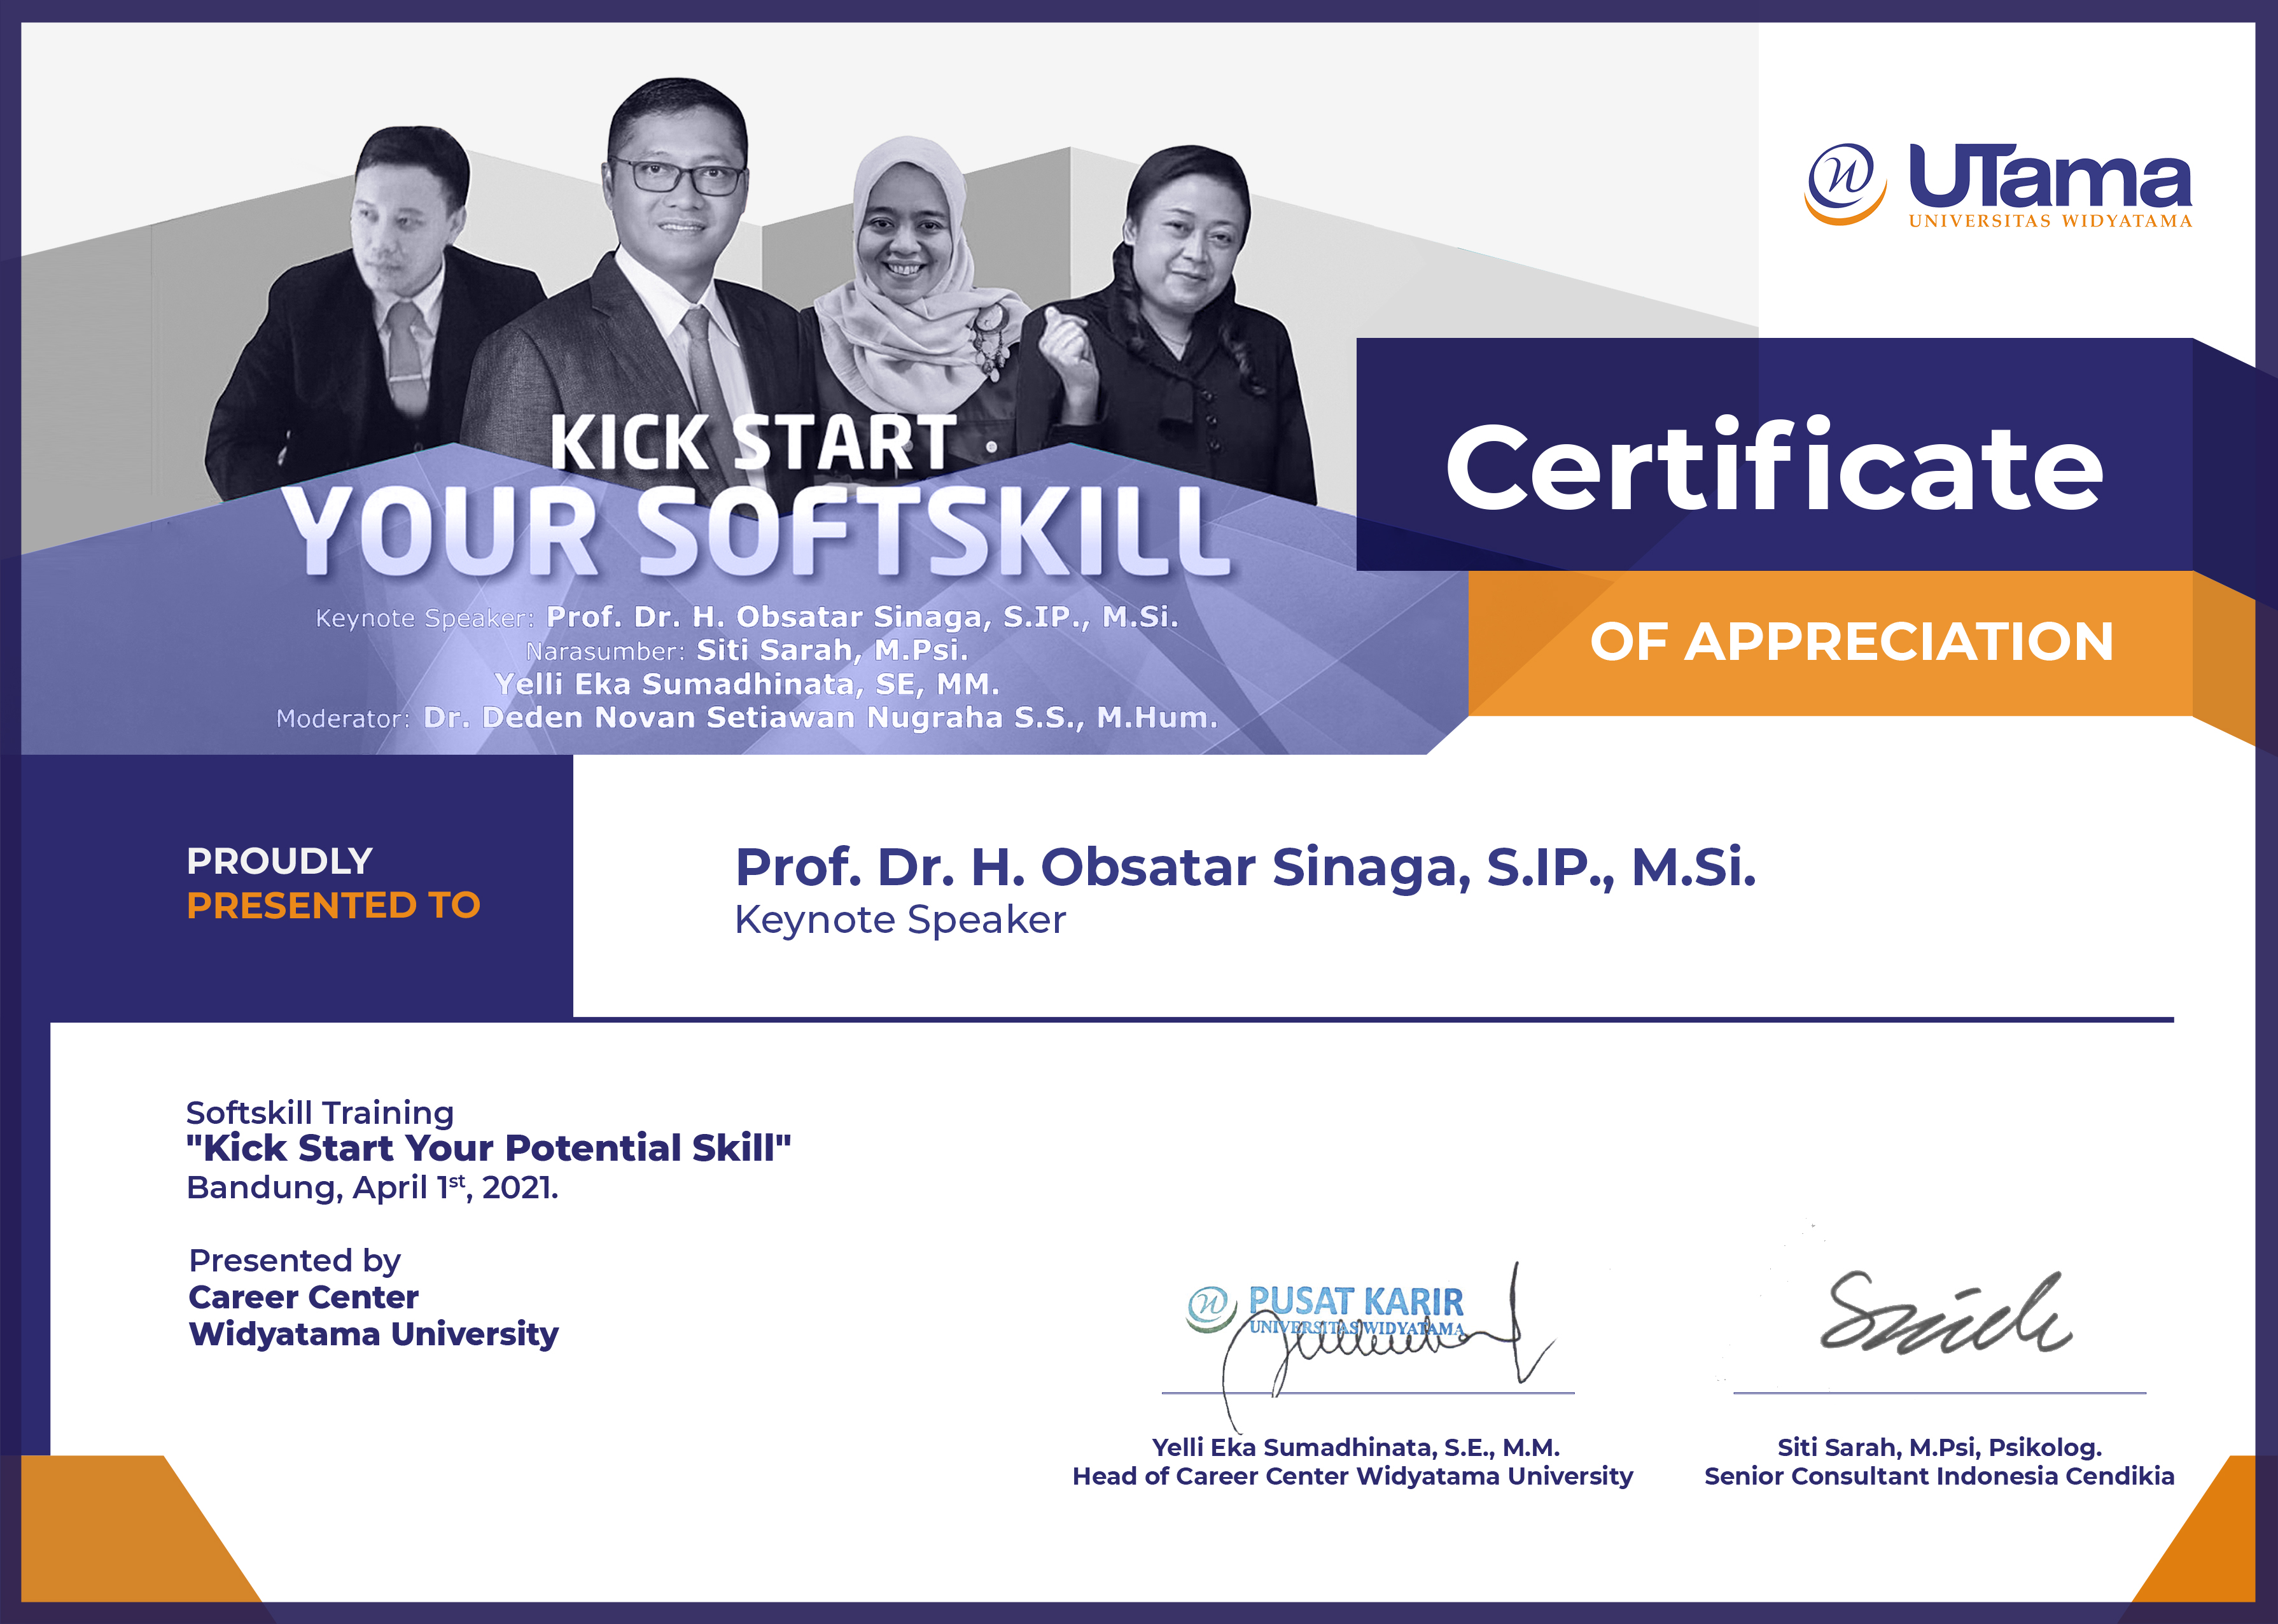 UTama
UNIVERSITAS WIDYATAMA
KICK START
YOUR SOFTSKILL
Keynote Speaker: Prof. Dr. H. Obsatar Sinaga, S.IP., M.Si.
Narasumber: Siti Sarah, M.Psi.
Yelli Eka Sumadhinata, SE, MM.
Moderator: Dr. Deden Novan Setiawan Nugraha S.S., M.Hum.
Certificate
OF APPRECIATION
PROUDLY
PRESENTED TO
Prof. Dr. H. Obsatar Sinaga, S.IP., M.Si.
Keynote Speaker
Softskill Training
"Kick Start Your Potential Skill"
Bandung, April 1st, 2021.
Presented by
Career Center
Widyatama University
PUSAT KARIR
UNIVERSITAS WIDYATAMA
Yelli Eka Sumadhinata, S.E., M.M.
Head of Career Center Widyatama University
Siti Sarah, M.Psi, Psikolog.
Senior Consultant Indonesia Cendikia